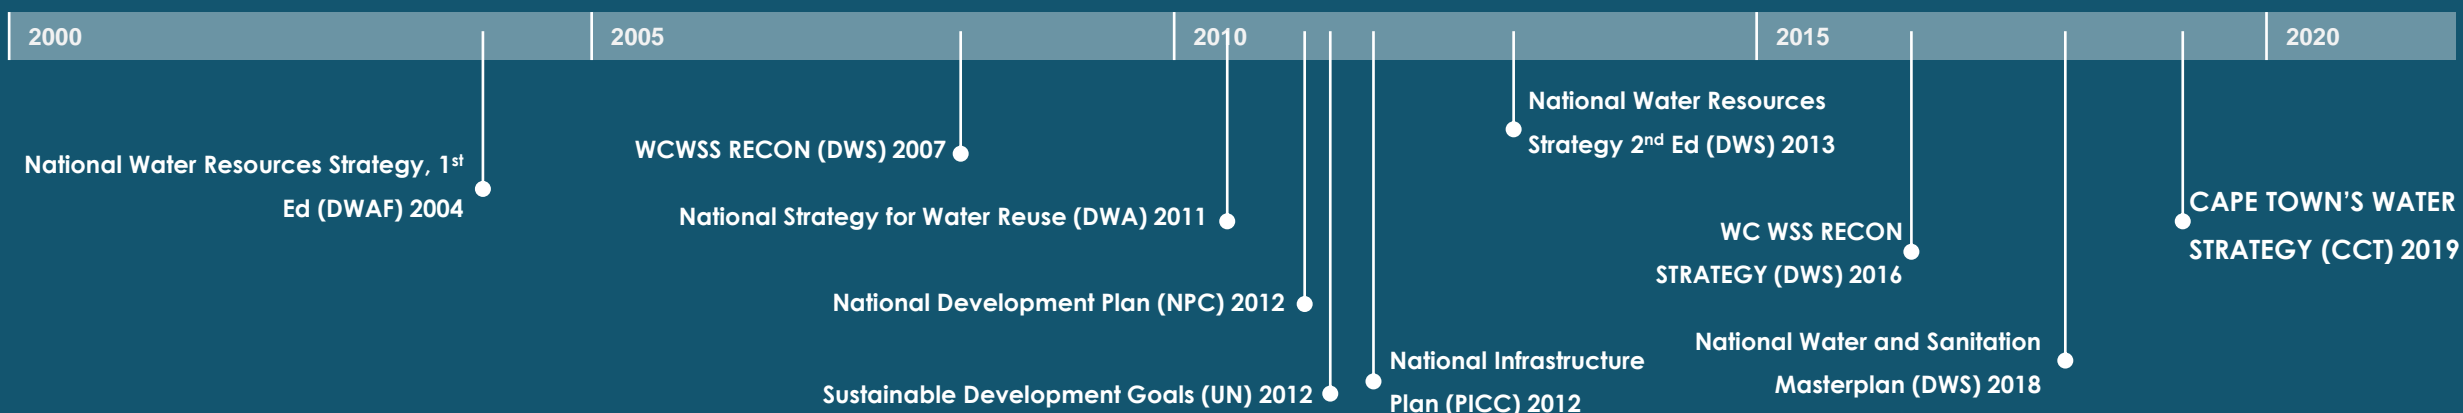 2000
2005
2010
2015
2020
National Water Resources Strategy, 1st
Ed (DWAF) 2004
WCWSS RECON (DWS) 2007
National Strategy for Water Reuse (DWA) 2011
National Development Plan (NPC) 2012
Sustainable Development Goals (UN) 2012
National Infrastructure
Plan (PICC) 2012
National Water Resources
Strategy 2nd Ed (DWS) 2013
WC WSS RECON
STRATEGY (DWS) 2016
National Water and Sanitation
Masterplan (DWS) 2018
CAPE TOWN'S WATER
STRATEGY (CCT) 2019